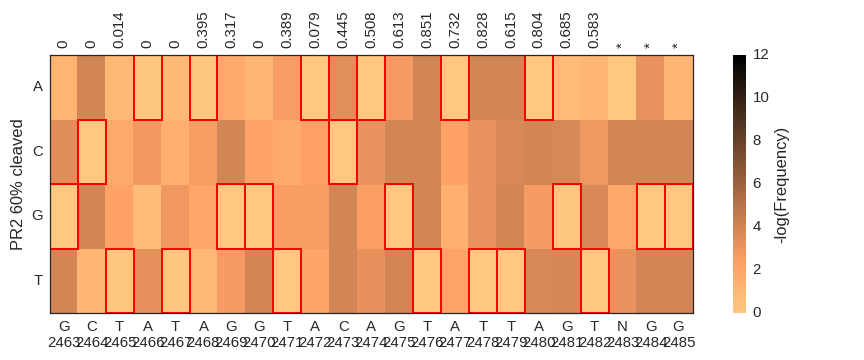 0 0 0.014 0 0 0.395 0.317 0 0.389 0.079 0.445 0.508 0.613 0.851 0.732 0.828 0.615 0.804 0.685 0.583 * * *
A
C
G
T
PR2 60% cleaved
G C T A T A G G T A C A G T A T T A G T N G G
2463 2464 2465 2466 2467 2468 2469 2470 2471 2472 2473 2474 2475 2476 2477 2478 2479 2480 2481 2482 2483 2484 2485
12
10
8
6
4
2
0
-log(Frequency)